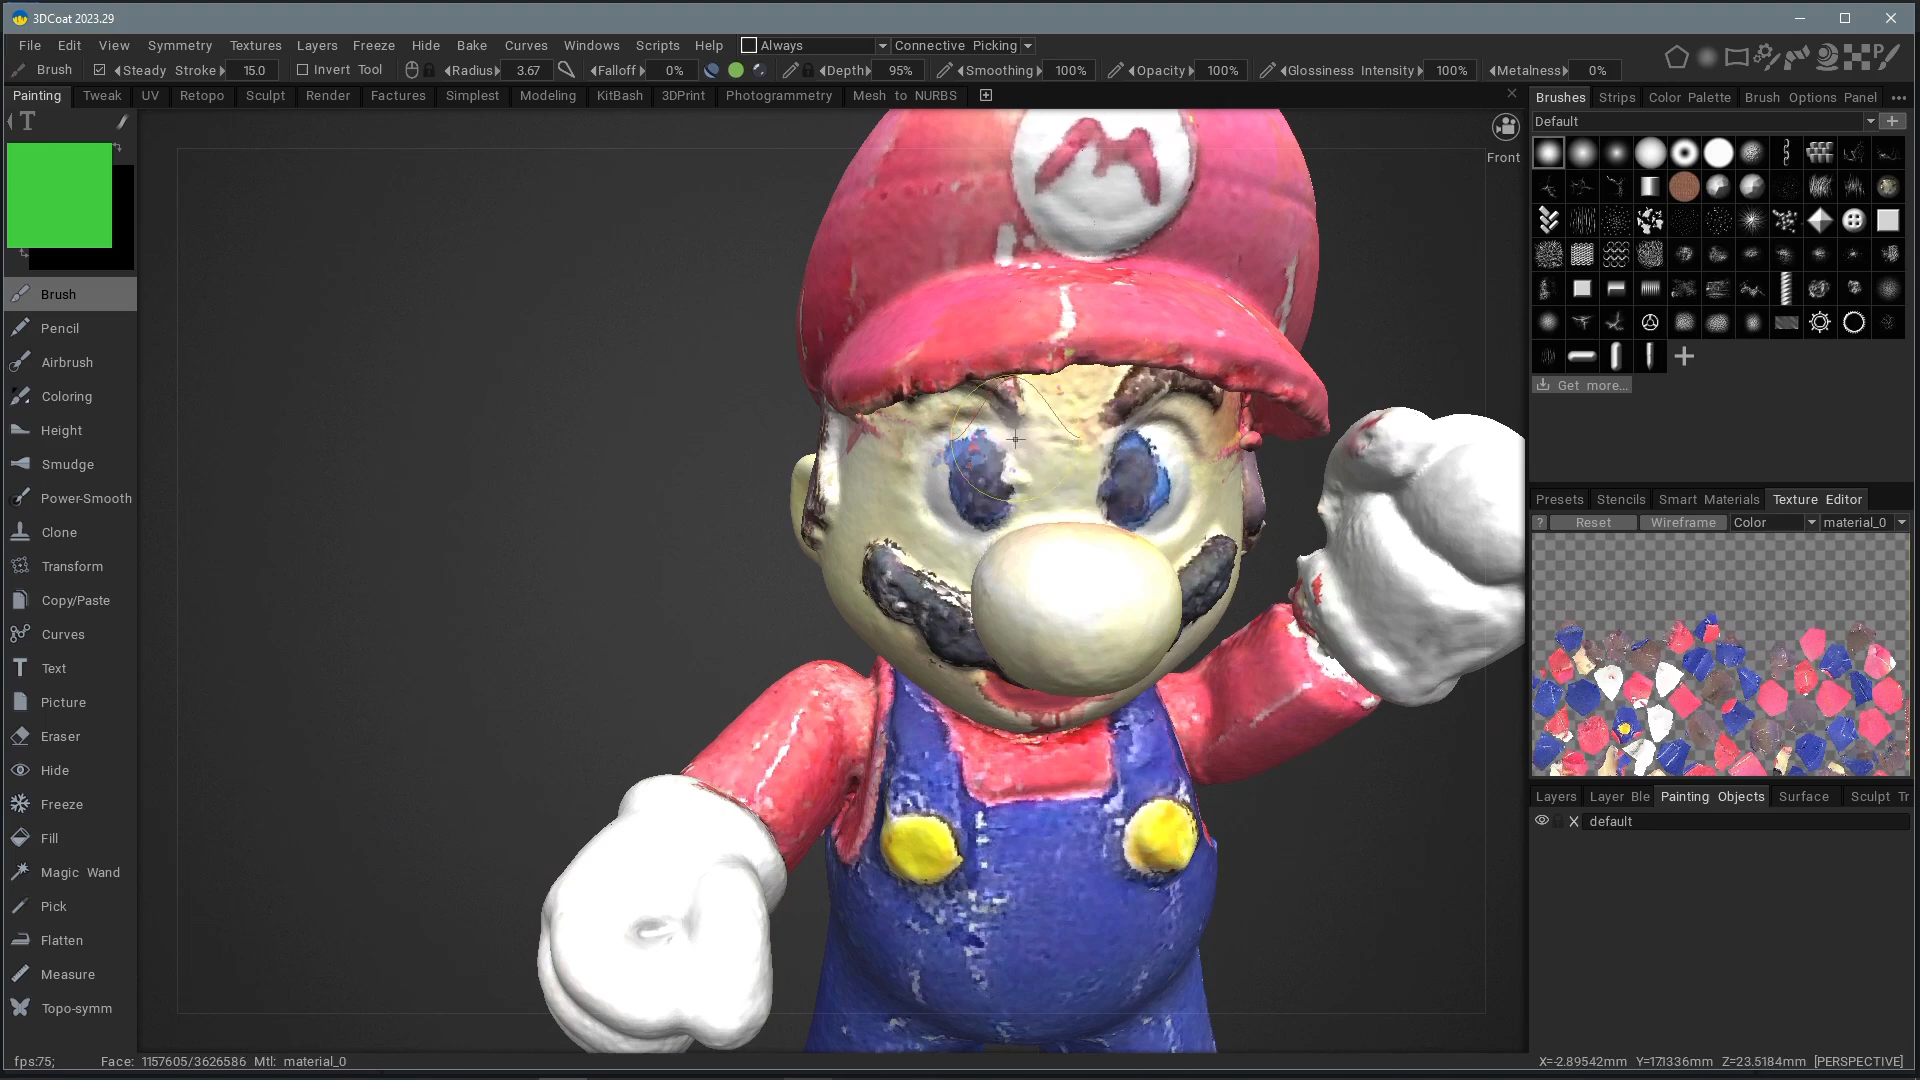 3DCoat 2023.29
File Edit View Symmetry Textures Layers Freeze Hide Bake Curves Windows Scripts Help Always Connective Picking
Brush Steady Stroke 15.0 Invert Tool Radius 3.67 Falloff 0% Depth 95% Smoothing 100% Opacity 100% Glossiness Intensity 100% Metalness 0%
Painting Tweak UV Retopo Sculpt Render Factures Simplest Modeling KitBash 3DPrint Photogrammetry Mesh to NURBS
Brushes Strips Color Palette Brush Options Panel
T
Default
M
Front
Brush
Pencil
Airbrush
Coloring
Height
Smudge
Power-Smooth
Clone
Transform
Copy/Paste
Curves
Text
Picture
Eraser
Hide
Freeze
Fill
Magic Wand
Pick
Flatten
Measure
Topo-symm
Get more...
Presets Stencils Smart Materials Texture Editor
? Reset Wireframe Color material_0
Layers Layer Ble Painting Objects Surface Sculpt Tr
X default
fps:75; Face: 1157605/3626586 Mtl: material_0
X=-2.89542mm Y=171.336mm Z=23.5184mm [PERSPECTIVE]